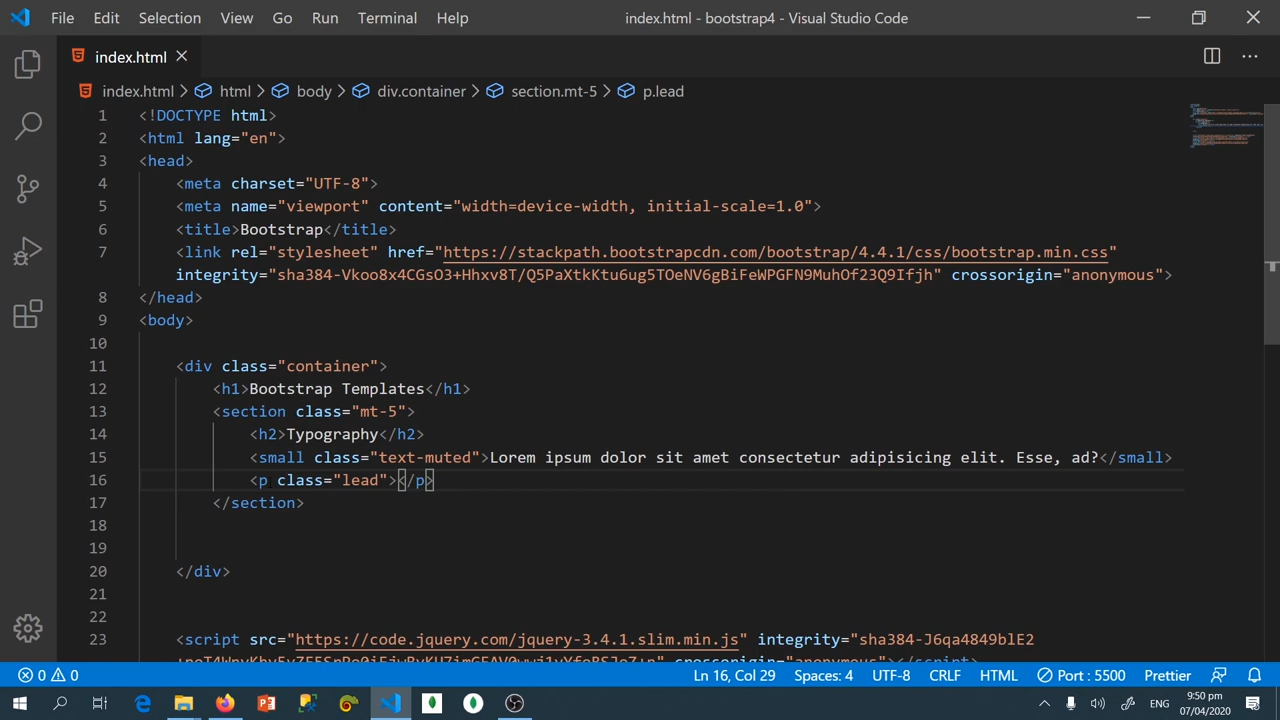 File Edit Selection View Go Run Terminal Help index.html - bootstrap4 - Visual Studio Code
index.html
index.html > html > body > div.container > section.mt-5 > p.lead
1 <!DOCTYPE html>
2 <html lang="en">
3 <head>
4 <meta charset="UTF-8">
5 <meta name="viewport" content="width=device-width, initial-scale=1.0">
6 <title>Bootstrap</title>
7 <link rel="stylesheet" href="https://stackpath.bootstrapcdn.com/bootstrap/4.4.1/css/bootstrap.min.css"
integrity="sha384-Vkoo8x4CGsO3+Hhxv8T/Q5PaXtkKtu6ug5TOeNV6gBiFeWPGFN9MuhOf23Q9Ifjh" crossorigin="anonymous">
8 </head>
9 <body>
10
11 <div class="container">
12 <h1>Bootstrap Templates</h1>
13 <section class="mt-5">
14 <h2>Typography</h2>
15 <small class="text-muted">Lorem ipsum dolor sit amet consectetur adipisicing elit. Esse, ad?</small>
16 <p class="lead"></p>
17 </section>
18
19
20 </div>
21
22
23 <script src="https://code.jquery.com/jquery-3.4.1.slim.min.js" integrity="sha384-J6qa4849blE2
crossorigin="anonymous"></script>
0 0 Ln 16, Col 29 Spaces: 4 UTF-8 CRLF HTML Port : 5500 Prettier
ENG 9:50 pm
07/04/2020